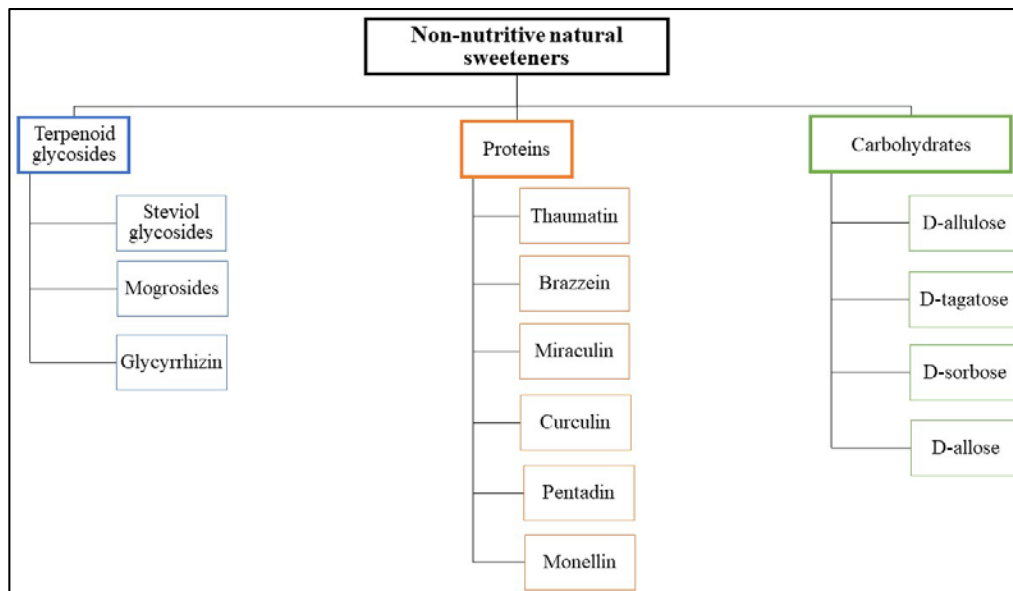 Non-nutritive natural
sweeteners
Terpenoid
glycosides
Steviol
glycosides
Mogrosides
Glycyrrhizin
Proteins
Thaumatin
Brazzein
Miraculin
Curculin
Pentadin
Monellin
Carbohydrates
D-allulose
D-tagatose
D-sorbose
D-allose